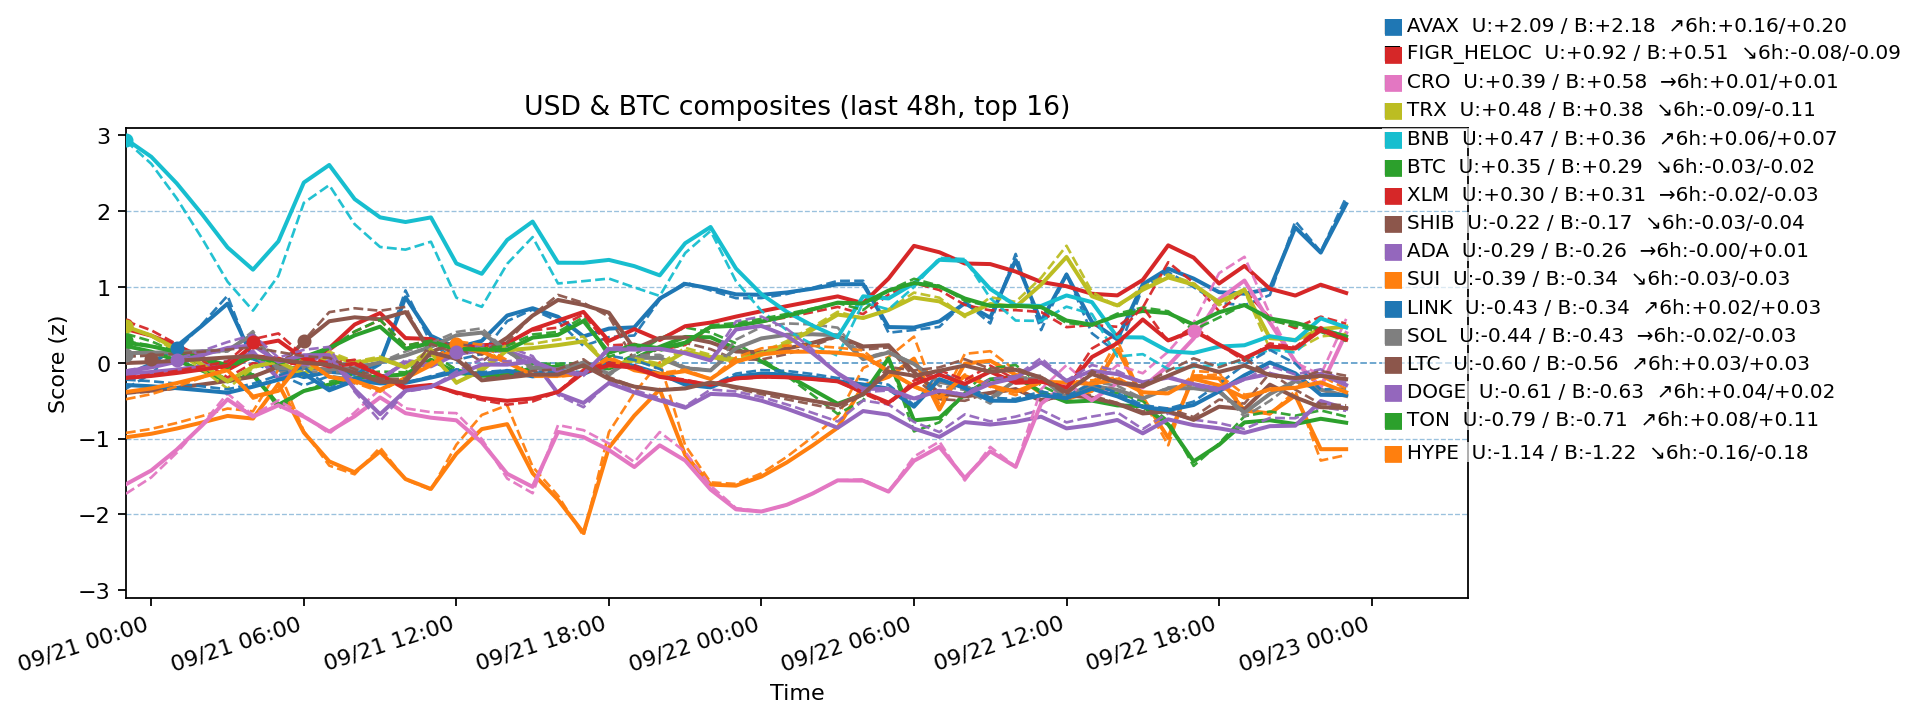 AVAX  U:+2.09 / B:+2.18  ↗6h:+0.16/+0.20
FIGR_HELOC  U:+0.92 / B:+0.51  ↘6h:-0.08/-0.09
CRO  U:+0.39 / B:+0.58  →6h:+0.01/+0.01
TRX  U:+0.48 / B:+0.38  ↘6h:-0.09/-0.11
BNB  U:+0.47 / B:+0.36  ↗6h:+0.06/+0.07
BTC  U:+0.35 / B:+0.29  ↘6h:-0.03/-0.02
XLM  U:+0.30 / B:+0.31  →6h:-0.02/-0.03
SHIB  U:-0.22 / B:-0.17  ↘6h:-0.03/-0.04
ADA  U:-0.29 / B:-0.26  →6h:-0.00/+0.01
SUI  U:-0.39 / B:-0.34  ↘6h:-0.03/-0.03
LINK  U:-0.43 / B:-0.34  ↗6h:+0.02/+0.03
SOL  U:-0.44 / B:-0.43  →6h:-0.02/-0.03
LTC  U:-0.60 / B:-0.56  ↗6h:+0.03/+0.03
DOGE  U:-0.61 / B:-0.63  ↗6h:+0.04/+0.02
TON  U:-0.79 / B:-0.71  ↗6h:+0.08/+0.11
HYPE  U:-1.14 / B:-1.22  ↘6h:-0.16/-0.18
USD & BTC composites (last 48h, top 16)
Score (z)
3
2
1
0
−1
−2
−3
09/21 00:00
09/21 06:00
09/21 12:00
09/21 18:00
09/22 00:00
09/22 06:00
09/22 12:00
09/22 18:00
09/23 00:00
Time